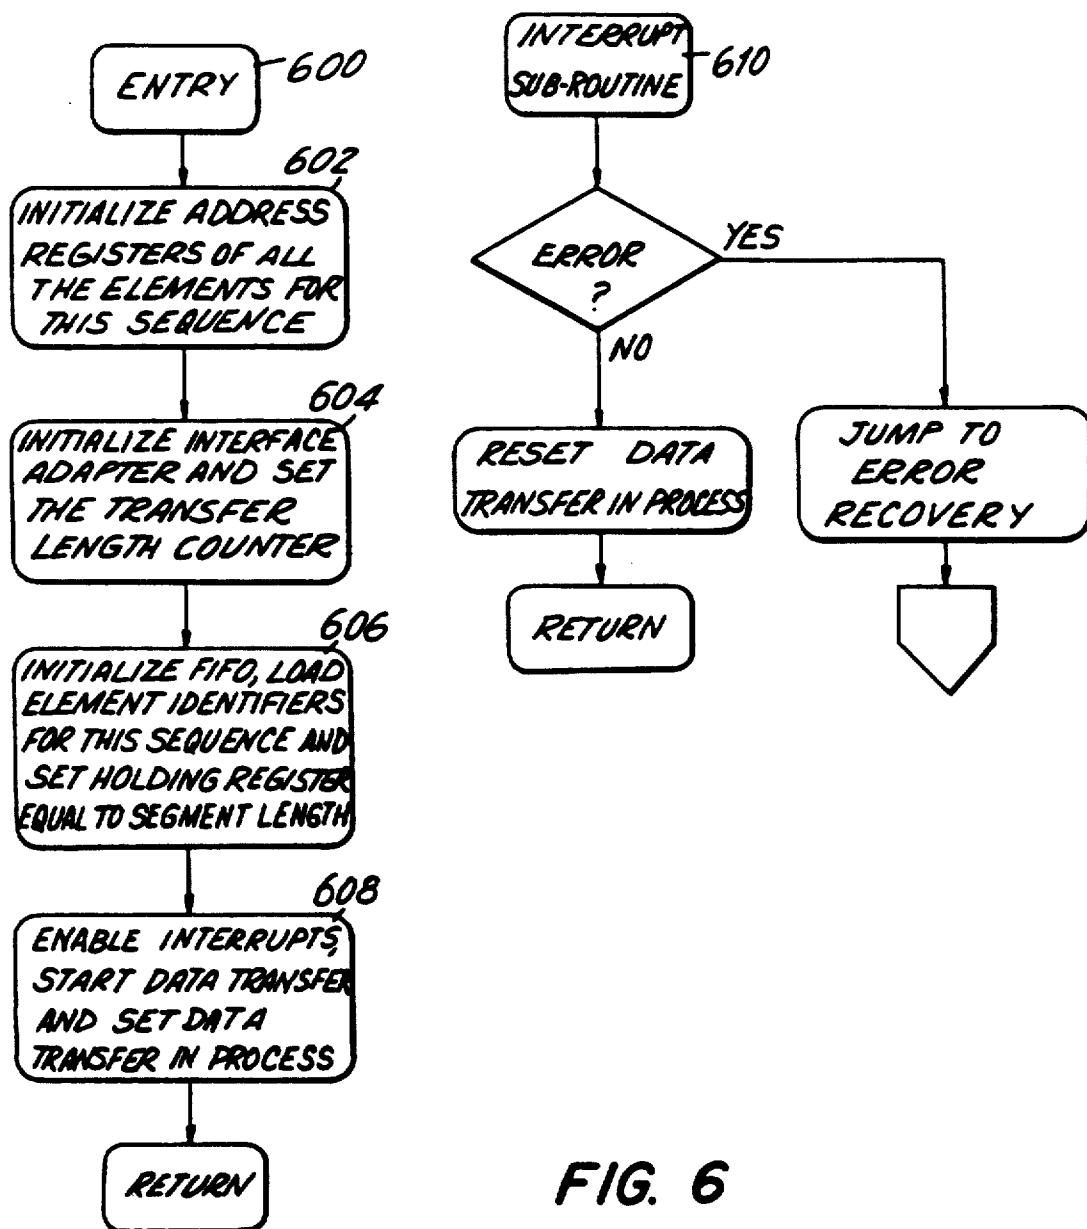 600
ENTRY
602
INITIALIZE ADDRESS
REGISTERS OF ALL
THE ELEMENTS FOR
THIS SEQUENCE
604
INITIALIZE INTERFACE
ADAPTER AND SET
THE TRANSFER
LENGTH COUNTER
606
INITIALIZE FIFO, LOAD
ELEMENT IDENTIFIERS
FOR THIS SEQUENCE AND
SET HOLDING REGISTER
EQUAL TO SEGMENT LENGTH
608
ENABLE INTERRUPTS,
START DATA TRANSFER
AND SET DATA
TRANSFER IN PROCESS
RETURN
INTERRUPT
SUB-ROUTINE
610
ERROR
?
YES
NO
RESET DATA
TRANSFER IN PROCESS
RETURN
JUMP TO
ERROR
RECOVERY
FIG. 6